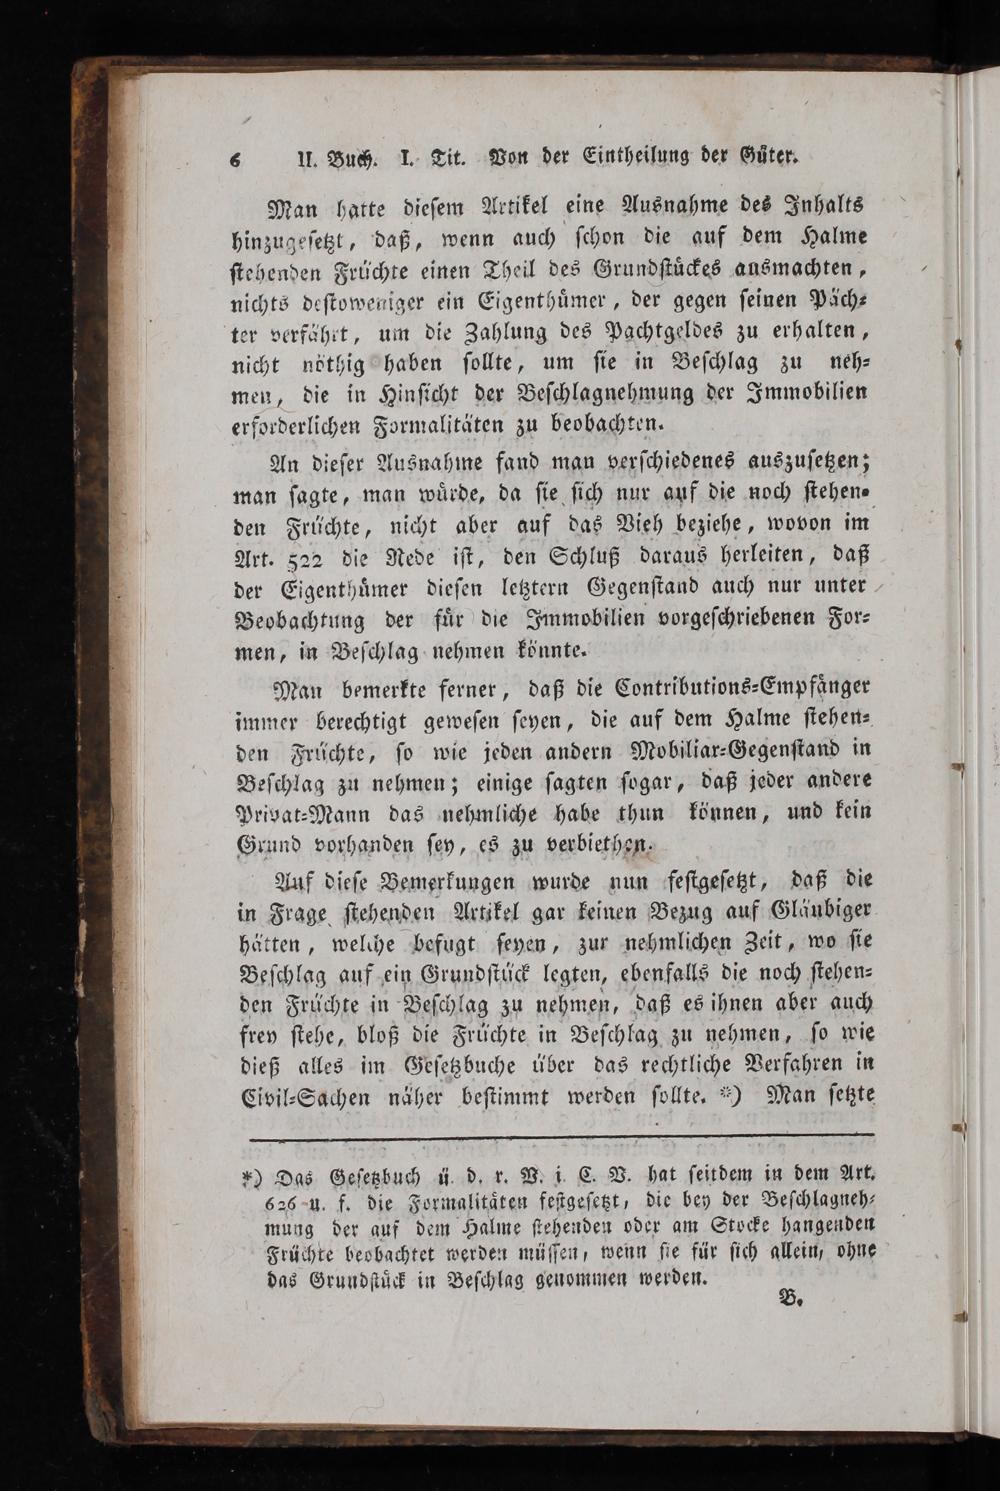 6 II. Buch. I. Tit. Von der Eintheilung der Güter.
Man hatte diesem Artikel eine Ausnahme des Inhalts
hinzugesetzt, daß, wenn auch schon die auf dem Halme
stehenden Früchte einen Theil des Grundstückes ausmachten,
nichts destoweniger ein Eigenthümer, der gegen seinen Päch=
ter verfährt, um die Zahlung des Pachtgeldes zu erhalten,
nicht nöthig haben sollte, um sie in Beschlag zu neh=
men, die in Hinsicht der Beschlagnehmung der Immobilien
erforderlichen Formalitäten zu beobachten.
An dieser Ausnahme fand man verschiedenes auszusetzen;
man sagte, man würde, da sie sich nur auf die noch stehen=
den Früchte, nicht aber auf das Vieh beziehe, wovon im
Art. 522 die Rede ist, den Schluß daraus herleiten, daß
der Eigenthümer diesen letztern Gegenstand auch nur unter
Beobachtung der für die Immobilien vorgeschriebenen For=
men, in Beschlag nehmen könnte.
Man bemerkte ferner, daß die Contributions=Empfänger
immer berechtigt gewesen seyen, die auf dem Halme stehen=
den Früchte, so wie jeden andern Mobiliar=Gegenstand in
Beschlag zu nehmen; einige sagten sogar, daß jeder andere
Privat=Mann das nehmliche habe thun können, und kein
Grund vorhanden sey, es zu verbiethen.
Auf diese Bemerkungen wurde nun festgesetzt, daß die
in Frage stehenden Artikel gar keinen Bezug auf Gläubiger
hätten, welche befugt seyen, zur nehmlichen Zeit, wo sie
Beschlag auf ein Grundstück legten, ebenfalls die noch stehen=
den Früchte in Beschlag zu nehmen, daß es ihnen aber auch
frey stehe, bloß die Früchte in Beschlag zu nehmen, so wie
dieß alles im Gesetzbuche über das rechtliche Verfahren in
Civil=Sachen näher bestimmt werden sollte. *) Man setzte
*) Das Gesetzbuch ü. d. r. V. i. C. V. hat seitdem in dem Art.
626 u. f. die Formalitäten festgesetzt, die bey der Beschlagneh=
mung der auf dem Halme stehenden oder am Stocke hangenden
Früchte beobachtet werden müssen, wenn sie für sich allein, ohne
das Grundstück in Beschlag genommen werden.
B.